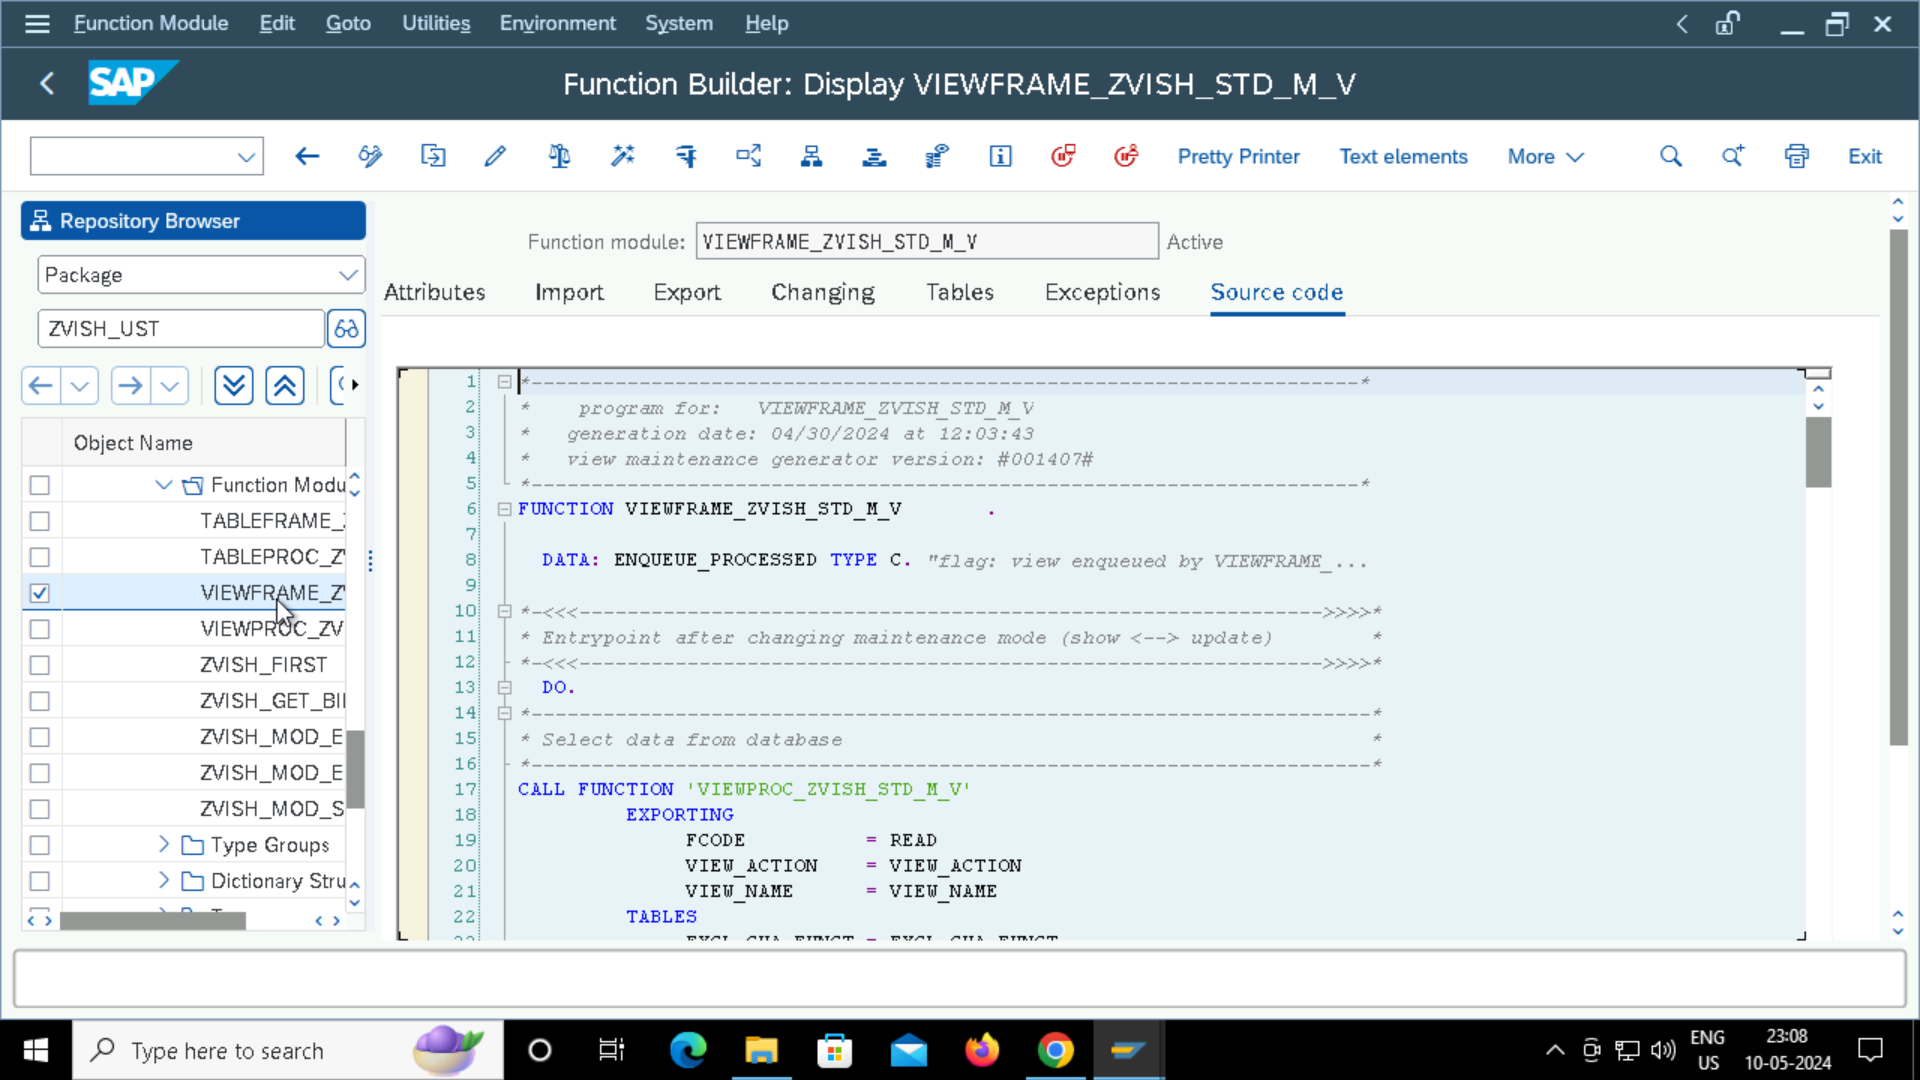 Function Module Edit Goto Utilities Environment System Help
SAP Function Builder: Display VIEWFRAME_ZVISH_STD_M_V
Pretty Printer Text elements More Exit
Repository Browser
Package
ZVISH_UST
Object Name
Function Modu
TABLEFRAME_
TABLEPROC_Z
VIEWFRAME_Z
VIEWPROC_ZV
ZVISH_FIRST
ZVISH_GET_BI
ZVISH_MOD_E
ZVISH_MOD_E
ZVISH_MOD_S
Type Groups
Dictionary Stru
Function module: VIEWFRAME_ZVISH_STD_M_V Active
Attributes Import Export Changing Tables Exceptions Source code
1 *----------------------------------------------------------------------*
2 *    program for:   VIEWFRAME_ZVISH_STD_M_V
3 *   generation date: 04/30/2024 at 12:03:43
4 *   view maintenance generator version: #001407#
5 *----------------------------------------------------------------------*
6 FUNCTION VIEWFRAME_ZVISH_STD_M_V       .
7
8   DATA: ENQUEUE_PROCESSED TYPE C. "flag: view enqueued by VIEWFRAME_...
9
10 *-<<<-------------------------------------------------------------->>>>*
11 * Entrypoint after changing maintenance mode (show <--> update)         *
12 *-<<<-------------------------------------------------------------->>>>*
13   DO.
14 *----------------------------------------------------------------------*
15 * Select data from database                                             *
16 *----------------------------------------------------------------------*
17 CALL FUNCTION 'VIEWPROC_ZVISH_STD_M_V'
18          EXPORTING
19               FCODE          = READ
20               VIEW_ACTION    = VIEW_ACTION
21               VIEW_NAME      = VIEW_NAME
22          TABLES
23               EXCL_CUA_FUNCT = EXCL_CUA_FUNCT
Type here to search
ENG
US
23:08
10-05-2024